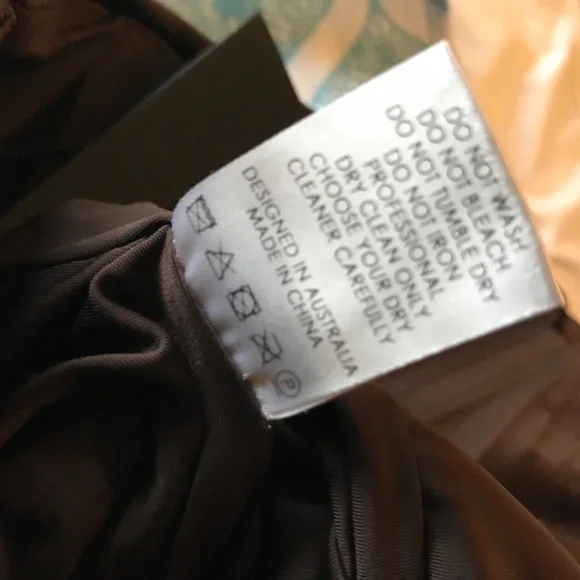 DO NOT WASH
DO NOT BLEACH
DO NOT TUMBLE DRY
DO NOT IRON
PROFESSIONAL
DRY CLEAN ONLY
CHOOSE YOUR DRY
CLEANER CAREFULLY
DESIGNED IN AUSTRALIA
MADE IN CHINA
P